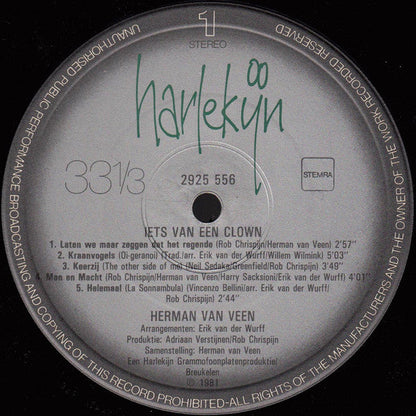 UNAUTHORISED PUBLIC PERFORMANCE BROADCASTING AND COPYING OF THIS RECORD PROHIBITED-ALL RIGHTS OF THE MANUFACTURER AND OF THE OWNER OF THE WORK RECORDED RESERVED
1
STEREO
harlekijn
33 1/3
2925 556
STEMRA
IETS VAN EEN CLOWN
1. Laten we maar zeggen dat het regende (Rob Chrispijn/Herman van Veen) 2'57"
2. Kraanvogels (Oi-geranoi) (Trad./arr. Erik van der Wurff/Willem Wilmink) 5'03"
3. Keerzij (The other side of me) (Neil Sedaka/Greenfield/Rob Chrispijn) 3'49"
4. Man en Macht (Rob Chrispijn/Herman van Veen/Harry Sacksioni/Erik van der Wurff) 4'01"
5. Helemaal (La Sonnambula) (Vincenzo Bellini/arr. Erik van der Wurff/
Rob Chrispijn) 2'44"
HERMAN VAN VEEN
Arrangementen: Erik van der Wurff
Produktie: Adriaan Verstijnen/Rob Chrispijn
Samenstelling: Herman van Veen
Een Harlekijn Grammofoonplatenproduktie
Breukelen
℗ 1981